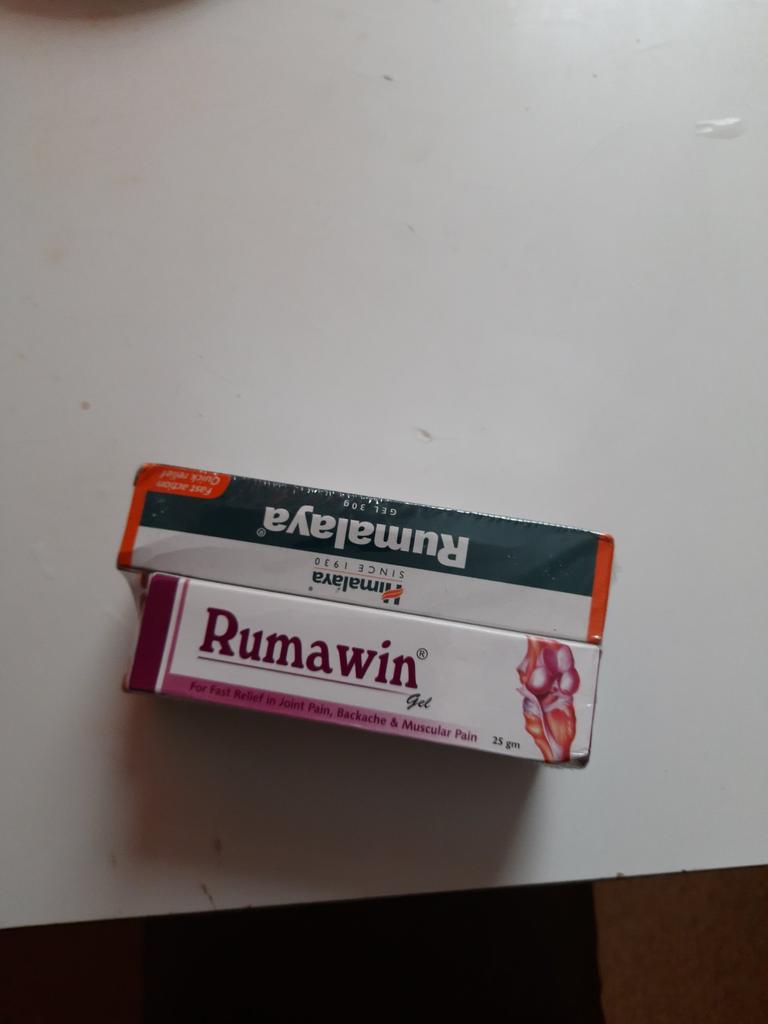 Fast action
Quick relief
GEL 30g
Rumalaya®
Himalaya®
SINCE 1930
Rumawin®
Gel
For Fast Relief in Joint Pain, Backache & Muscular Pain
25 gm